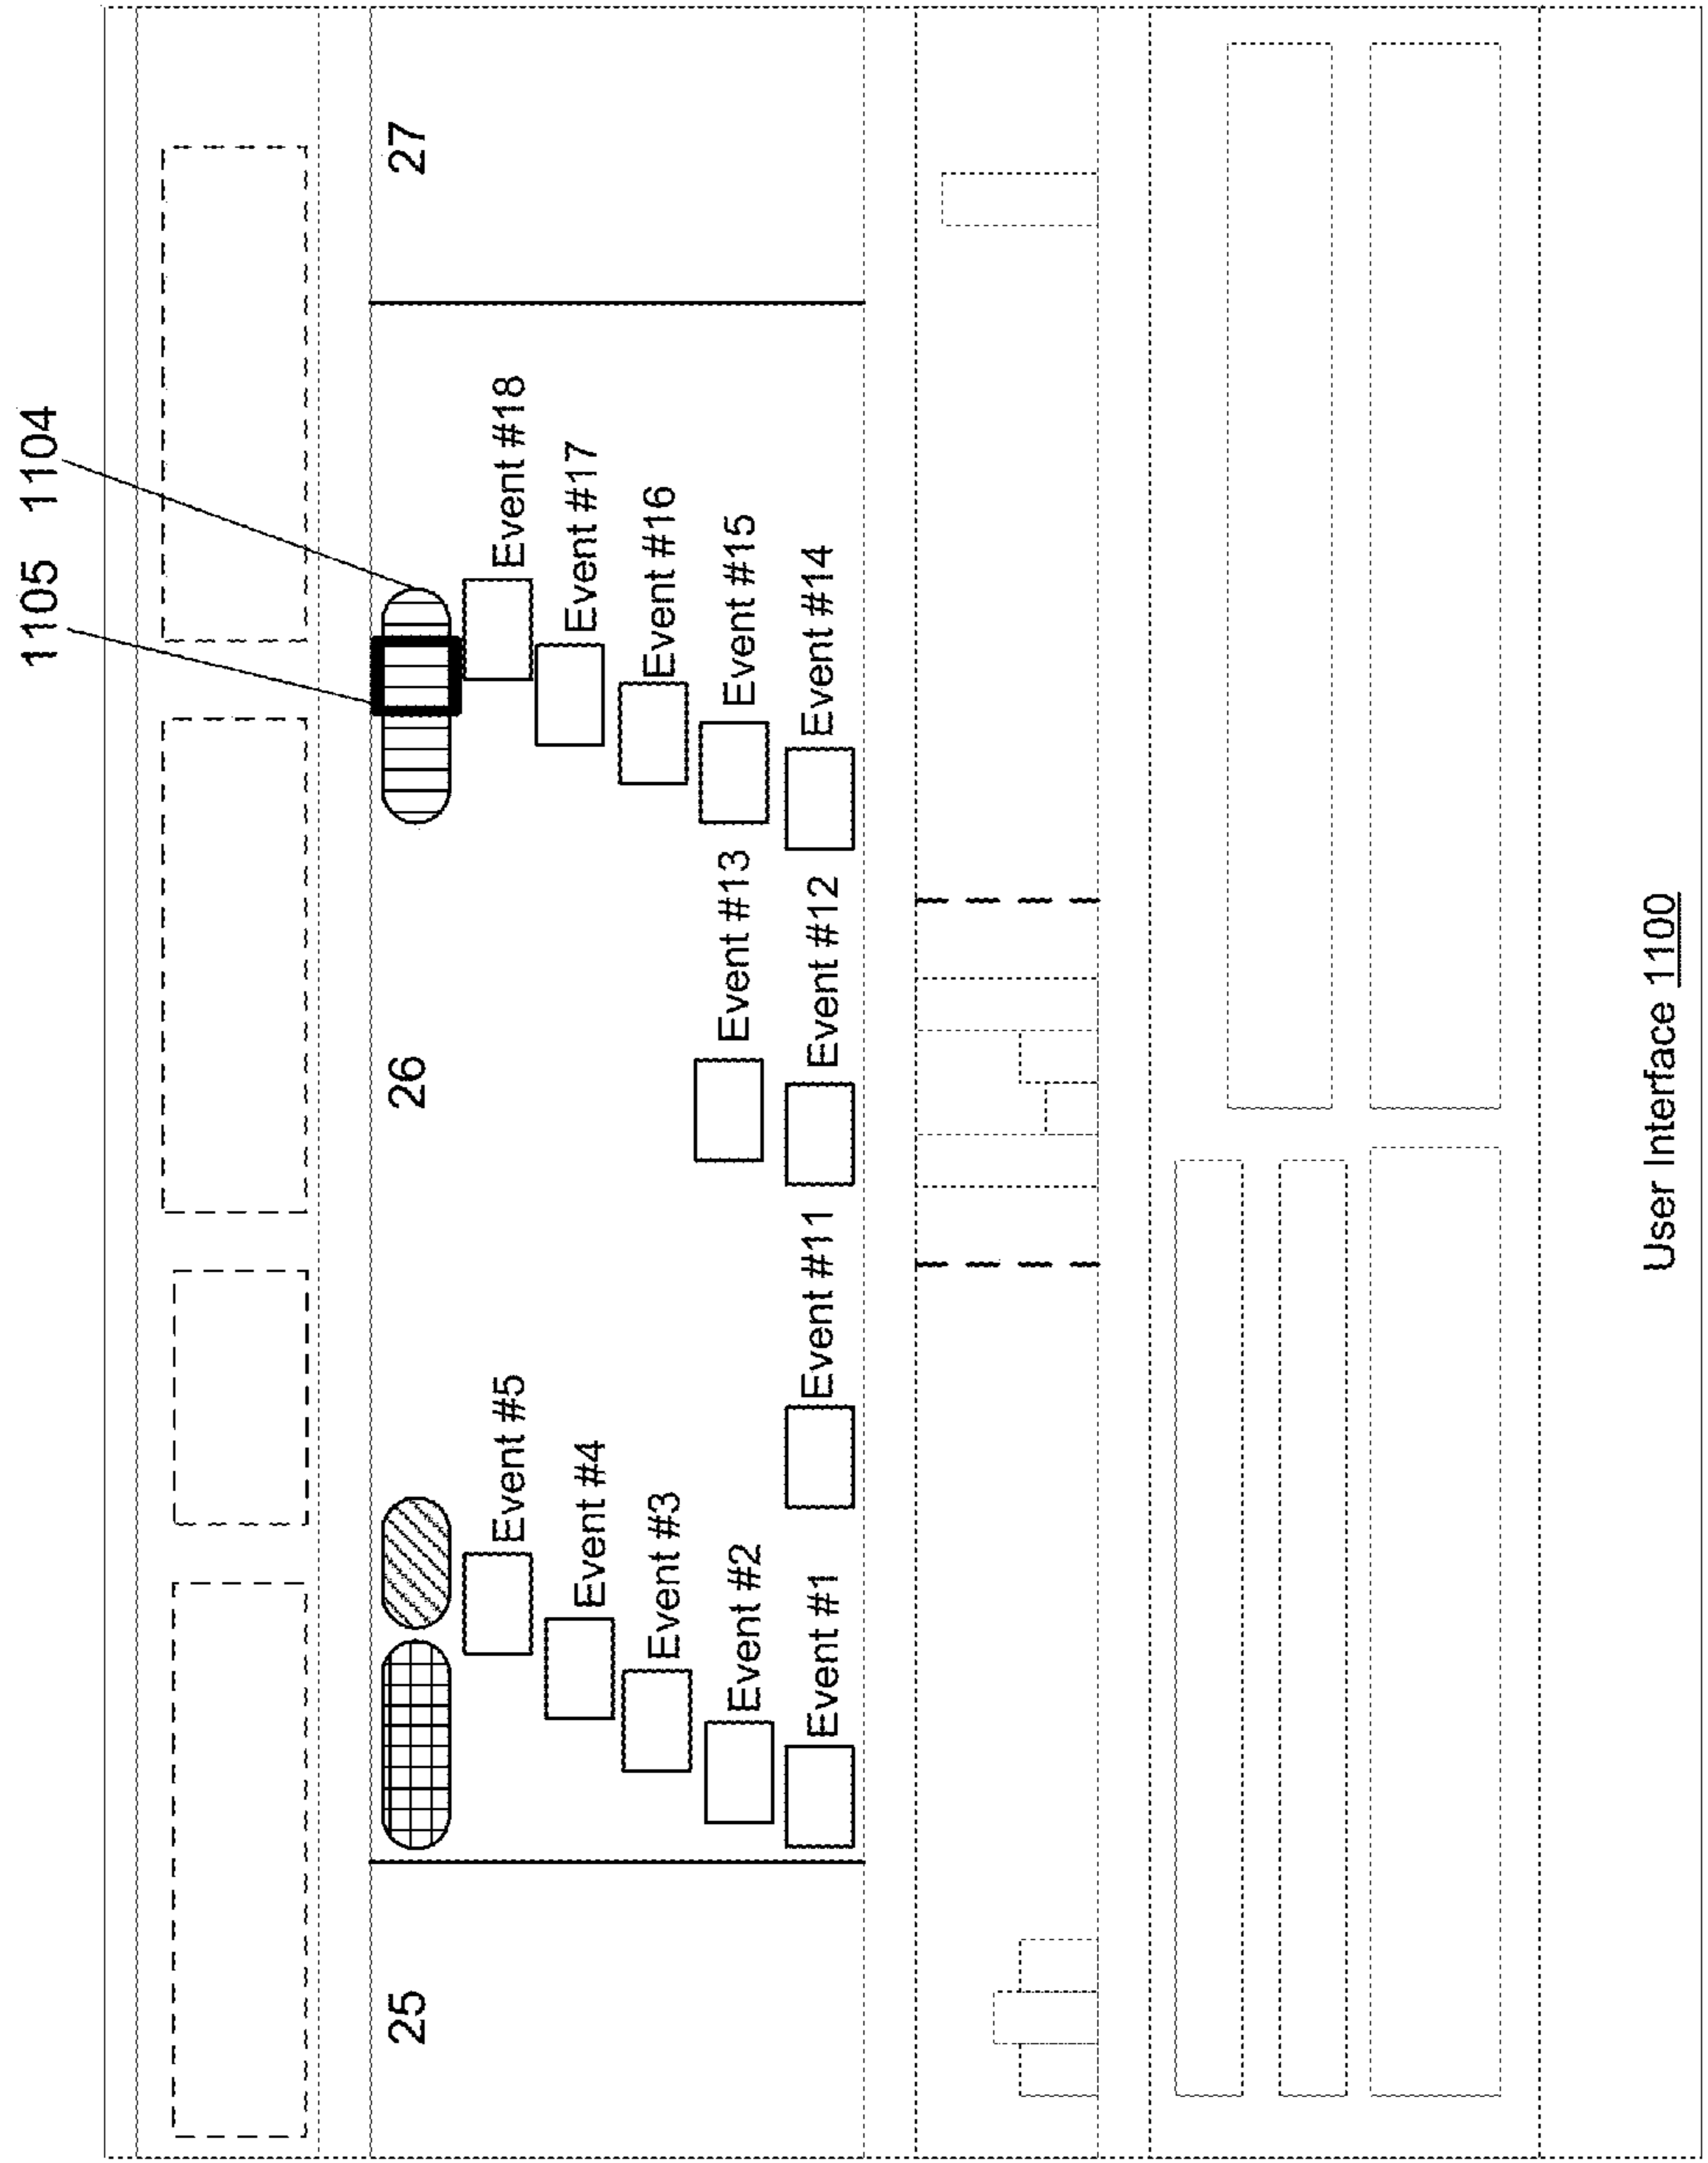 1105 1104
25
26
27
Event #5
Event #18
Event #4
Event #17
Event #3
Event #16
Event #2
Event #13
Event #15
Event #1
Event #11
Event #12
Event #14
User Interface 1100